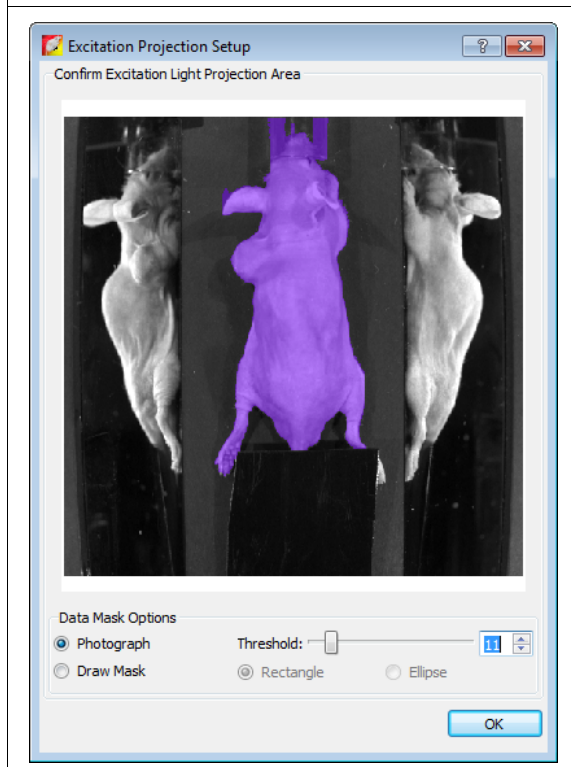 Excitation Projection Setup
Confirm Excitation Light Projection Area
Data Mask Options
Photograph Threshold: 11
Draw Mask Rectangle Ellipse
OK